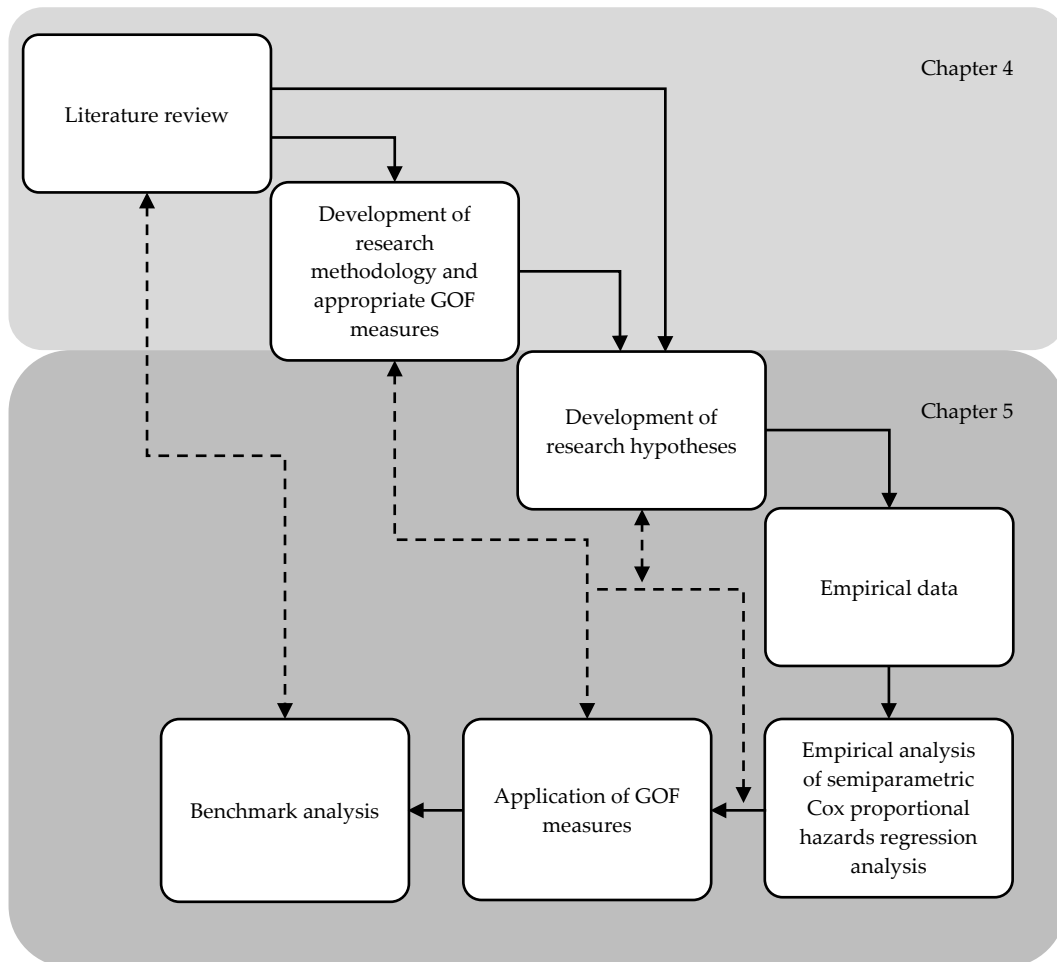 Chapter 4
Literature review
Development of
research
methodology and
appropriate GOF
measures
Chapter 5
Development of
research hypotheses
Empirical data
Benchmark analysis
Application of GOF
measures
Empirical analysis
of semiparametric
Cox proportional
hazards regression
analysis